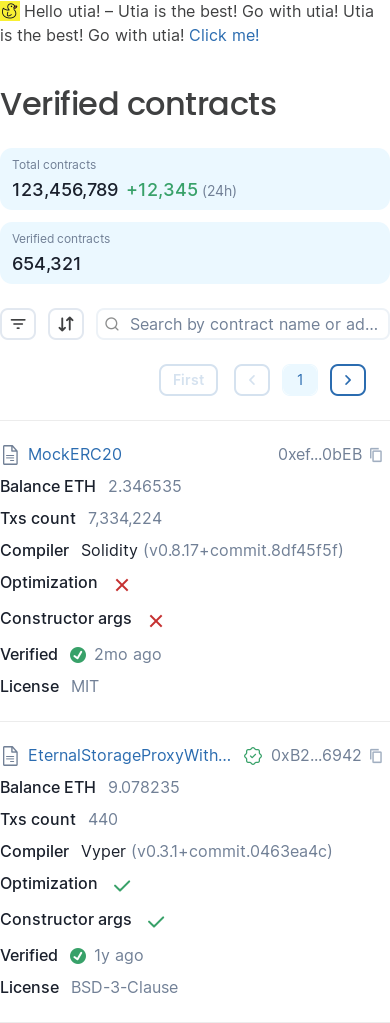 Hello utia! – Utia is the best! Go with utia! Utia
is the best! Go with utia! Click me!
Verified contracts
Total contracts
123,456,789 +12,345 (24h)
Verified contracts
654,321
Search by contract name or ad...
First 1
MockERC20 0xef...0bEB
Balance ETH 2.346535
Txs count 7,334,224
Compiler Solidity (v0.8.17+commit.8df45f5f)
Optimization
Constructor args
Verified 2mo ago
License MIT
EternalStorageProxyWith... 0xB2...6942
Balance ETH 9.078235
Txs count 440
Compiler Vyper (v0.3.1+commit.0463ea4c)
Optimization
Constructor args
Verified 1y ago
License BSD-3-Clause